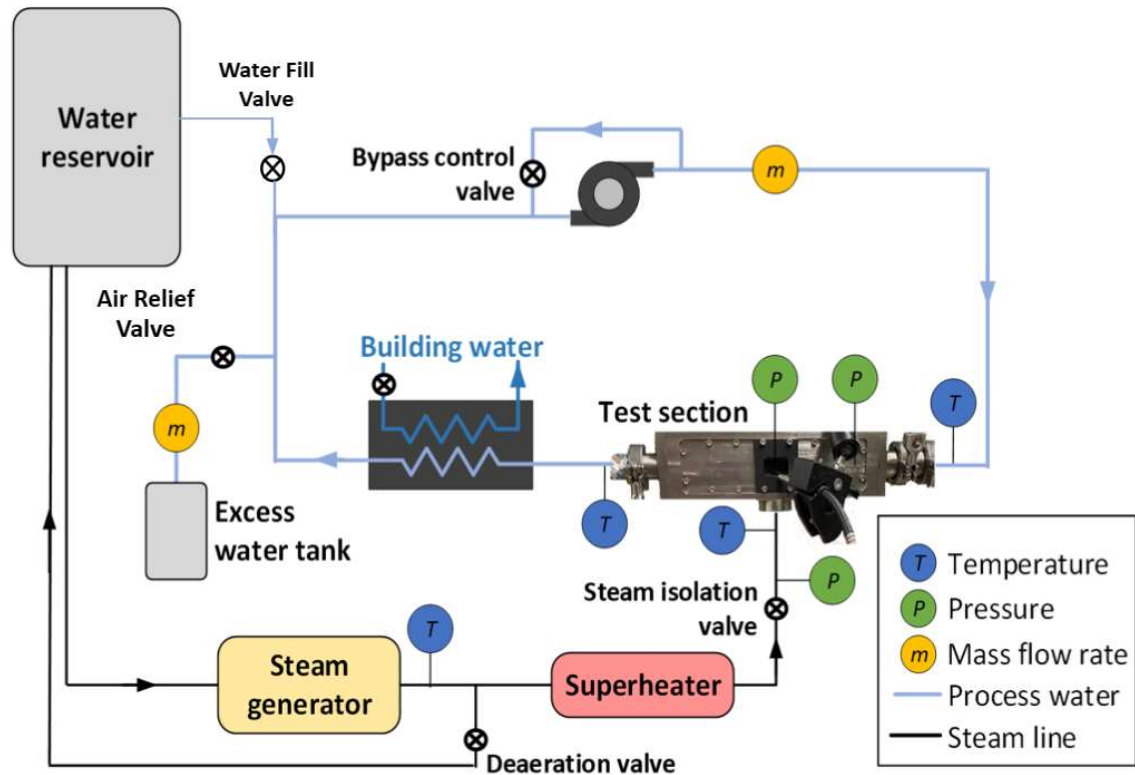 Water
reservoir
Water Fill
Valve
Bypass control
valve
m
Air Relief
Valve
m
Excess
water tank
Building water
Test section
P
P
T
T
T
P
Steam isolation
valve
T
Steam
generator
Superheater
Deaeration valve
T Temperature
P Pressure
m Mass flow rate
Process water
Steam line